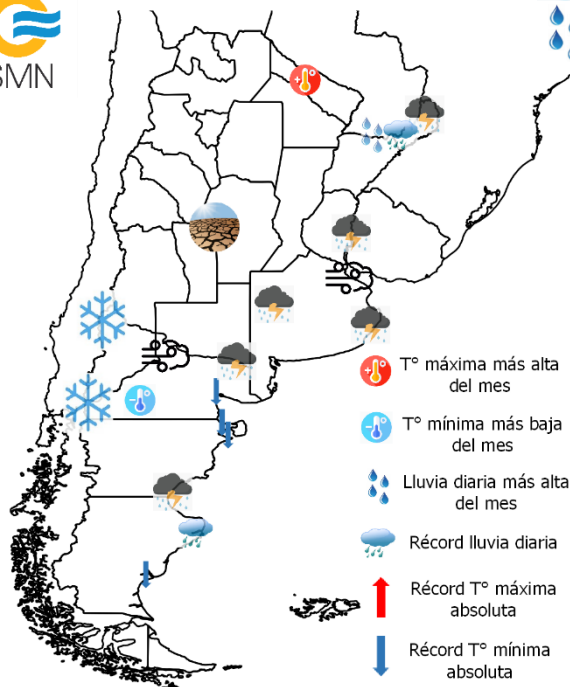 SMN
T° máxima más alta
del mes
T° mínima más baja
del mes
Lluvia diaria más alta
del mes
Récord lluvia diaria
Récord T° máxima
absoluta
Récord T° mínima
absoluta